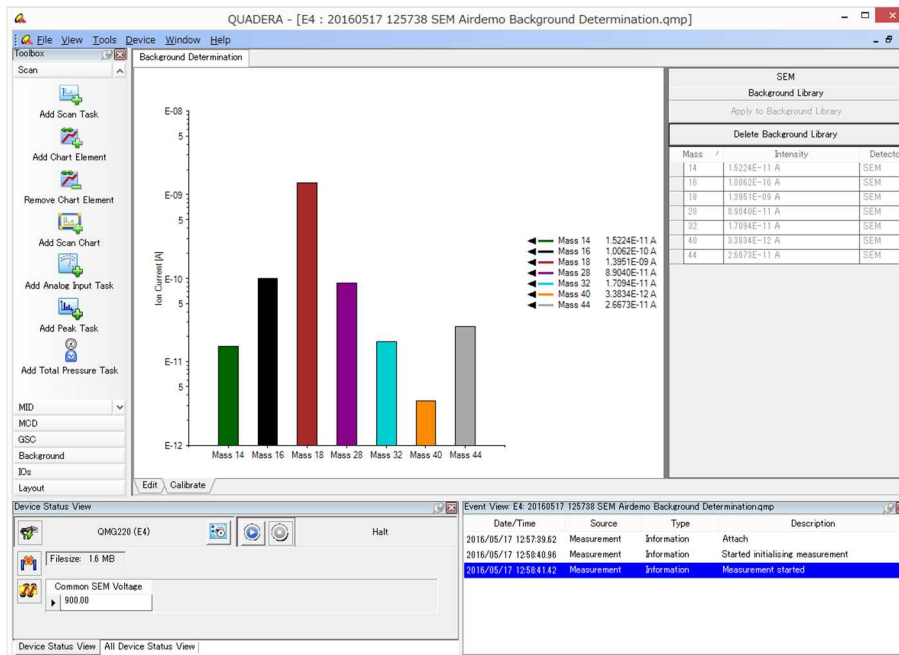 QUADERA - [E4 : 20160517 125738 SEM Airdemo Background Determination.qmp]
File View Tools Device Window Help
Toolbox
Scan
Add Scan Task
Add Chart Element
Remove Chart Element
Add Scan Chart
Add Analog Input Task
Add Peak Task
Add Total Pressure Task
MID
MCD
GSC
Background
IOs
Layout
Background Determination
Ion Current [A]
E-08
5
E-09
5
E-10
5
E-11
5
E-12
Mass 14 Mass 16 Mass 18 Mass 28 Mass 32 Mass 40 Mass 44
Mass 14 1.5224E-11 A
Mass 16 1.0062E-10 A
Mass 18 1.3951E-09 A
Mass 28 8.9040E-11 A
Mass 32 1.7094E-11 A
Mass 40 3.3834E-12 A
Mass 44 2.6673E-11 A
Edit Calibrate
SEM
Background Library
Apply to Background Library
Delete Background Library
Mass Intensity Detecto
14 1.5224E-11 A SEM
16 1.0062E-10 A SEM
18 1.3951E-09 A SEM
28 8.9040E-11 A SEM
32 1.7094E-11 A SEM
40 3.3834E-12 A SEM
44 2.6673E-11 A SEM
Device Status View
QMG220 (E4) Halt
Filesize: 1.6 MB
Common SEM Voltage
900.00
Device Status View All Device Status View
Event View: E4: 20160517 125738 SEM Airdemo Background Determination.qmp
Date/Time Source Type Description
2016/05/17 12:57:39.62 Measurement Information Attach
2016/05/17 12:58:40.96 Measurement Information Started initialising measurement
2016/05/17 12:58:41.42 Measurement Information Measurement started